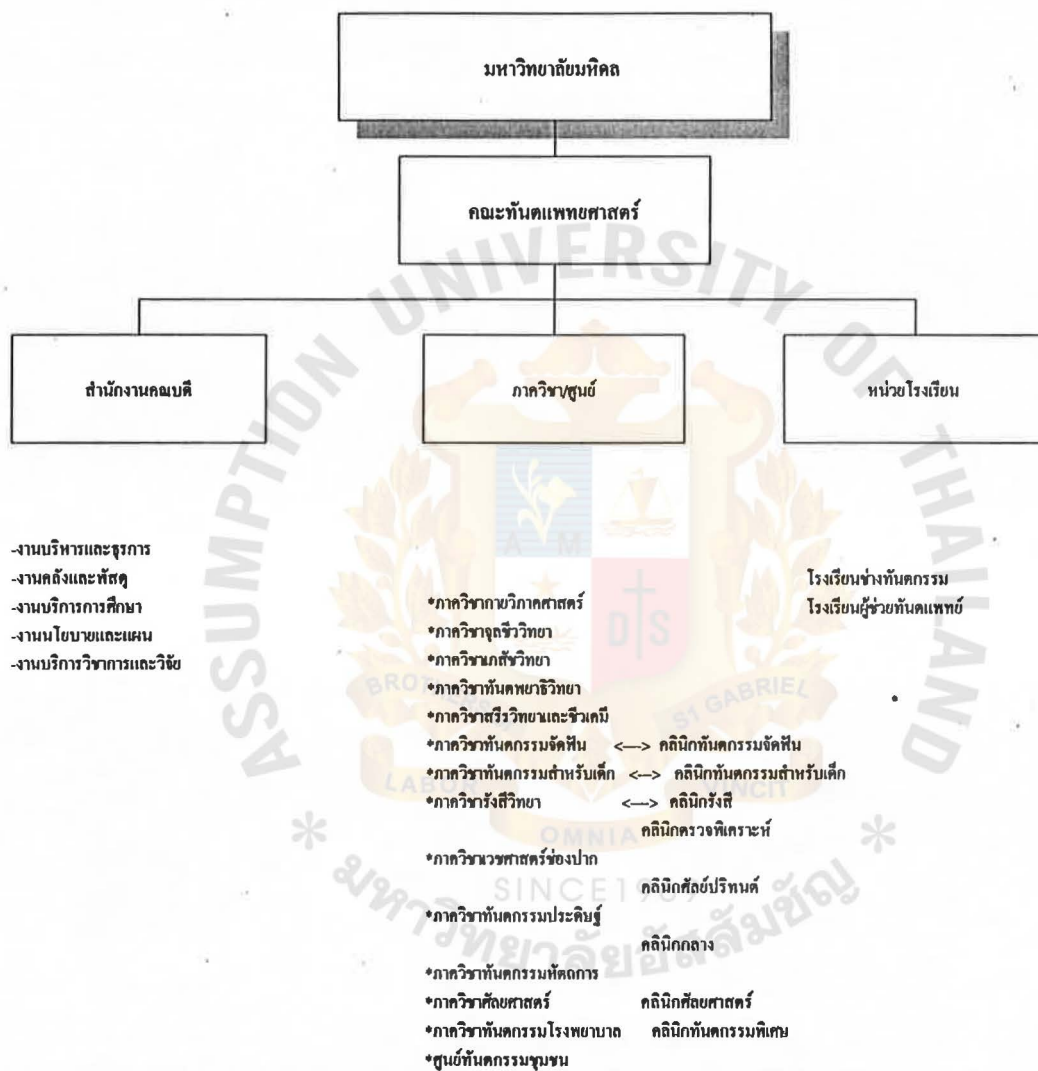 มหาวิทยาลัยมหิดล
คณะทันตแพทยศาสตร์
สำนักงานคณบดี
ภาควิชา/ศูนย์
หน่วยโรงเรียน
-งานบริหารและธุรการ
-งานคลังและพัสดุ
-งานบริการการศึกษา
-งานนโยบายและแผน
-งานบริการวิชาการและวิจัย
*ภาควิชากายวิภาคศาสตร์
*ภาควิชาจุลชีววิทยา
*ภาควิชาเภสัชวิทยา
*ภาควิชาทันตพยาธิวิทยา
*ภาควิชาสรีรวิทยาและชีวเคมี
*ภาควิชาทันตกรรมจัดฟัน <---> คลินิกทันตกรรมจัดฟัน
*ภาควิชาทันตกรรมสำหรับเด็ก <--> คลินิกทันตกรรมสำหรับเด็ก
*ภาควิชารังสีวิทยา <---> คลินิกรังสี
คลินิกตรวจพิเคราะห์
*ภาควิชาเวชศาสตร์ช่องปาก
คลินิกศัลย์ปริทนต์
*ภาควิชาทันตกรรมประดิษฐ์
คลินิกกลาง
*ภาควิชาทันตกรรมหัตถการ
*ภาควิชาศัลยศาสตร์ คลินิกศัลยศาสตร์
*ภาควิชาทันตกรรมโรงพยาบาล คลินิกทันตกรรมพิเศษ
*ศูนย์ทันตกรรมชุมชน
โรงเรียนช่างทันตกรรม
โรงเรียนผู้ช่วยทันตแพทย์
ASSUMPTION UNIVERSITY OF THAILAND
A M
D S
BROTHERS
ST GABRIEL
LABOR
OMNIA
VINCIT
SINCE 1969
มหาวิทยาลัยอัสสัมชัญ